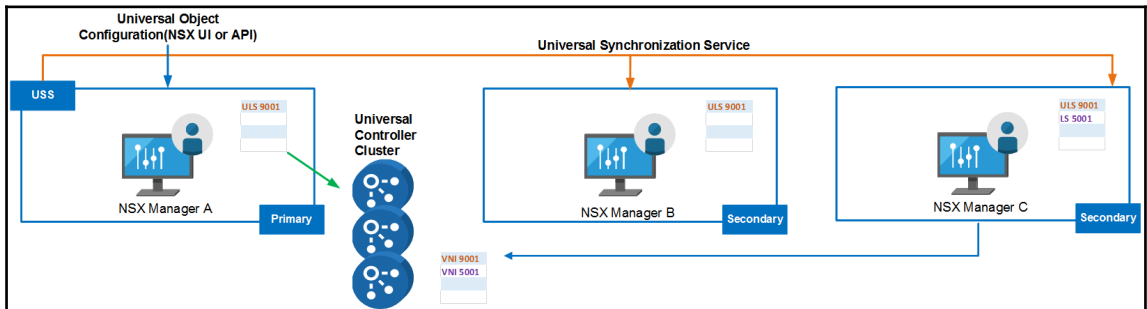 Universal Object
Configuration(NSX UI or API)
Universal Synchronization Service
USS
ULS 9001
Universal
Controller
Cluster
NSX Manager A
Primary
ULS 9001
NSX Manager B
Secondary
ULS 9001
LS 5001
NSX Manager C
Secondary
VNI 9001
VNI 5001